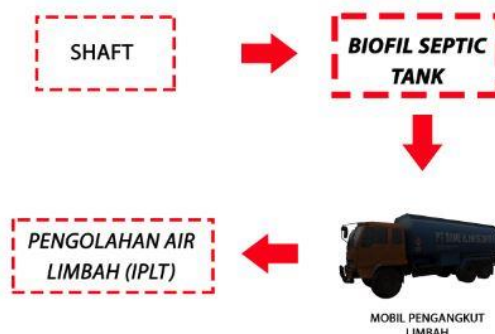 SHAFT
BIOFIL SEPTIC
TANK
PENGOLAHAN AIR
LIMBAH (IPLT)
MOBIL PENGANGKUT
LIMBAH